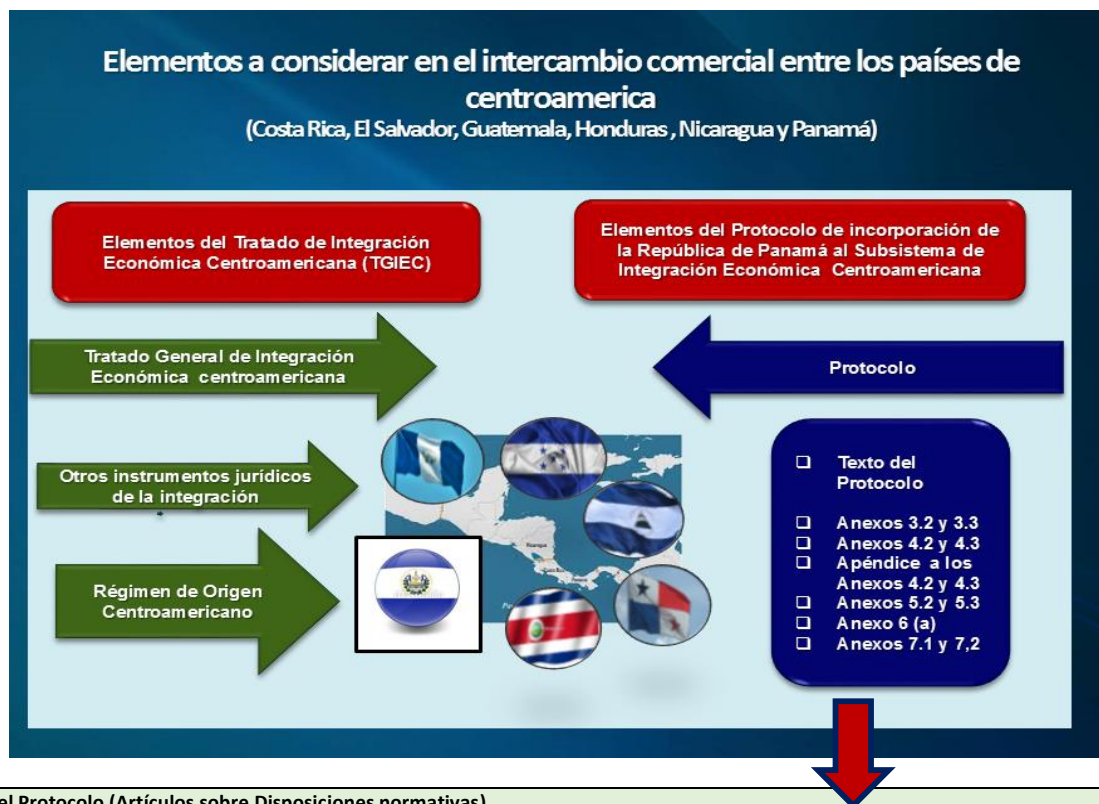 Elementos a considerar en el intercambio comercial entre los países de
centroamerica
(Costa Rica, El Salvador, Guatemala, Honduras , Nicaragua y Panamá)
Elementos del Tratado de Integración
Económica Centroamericana (TGIEC)
Elementos del Protocolo de incorporación de
la República de Panamá al Subsistema de
Integración Económica Centroamericana
Tratado General de Integración
Económica centroamericana
Protocolo
Otros instrumentos jurídicos
de la integración
Régimen de Origen
Centroamericano
Texto del
Protocolo
Anexos 3.2 y 3.3
Anexos 4.2 y 4.3
Apéndice a los
Anexos 4.2 y 4.3
Anexos 5.2 y 5.3
Anexo 6 (a)
Anexos 7.1 y 7,2
el Protocolo (Artículos sobre Disposiciones normativas)